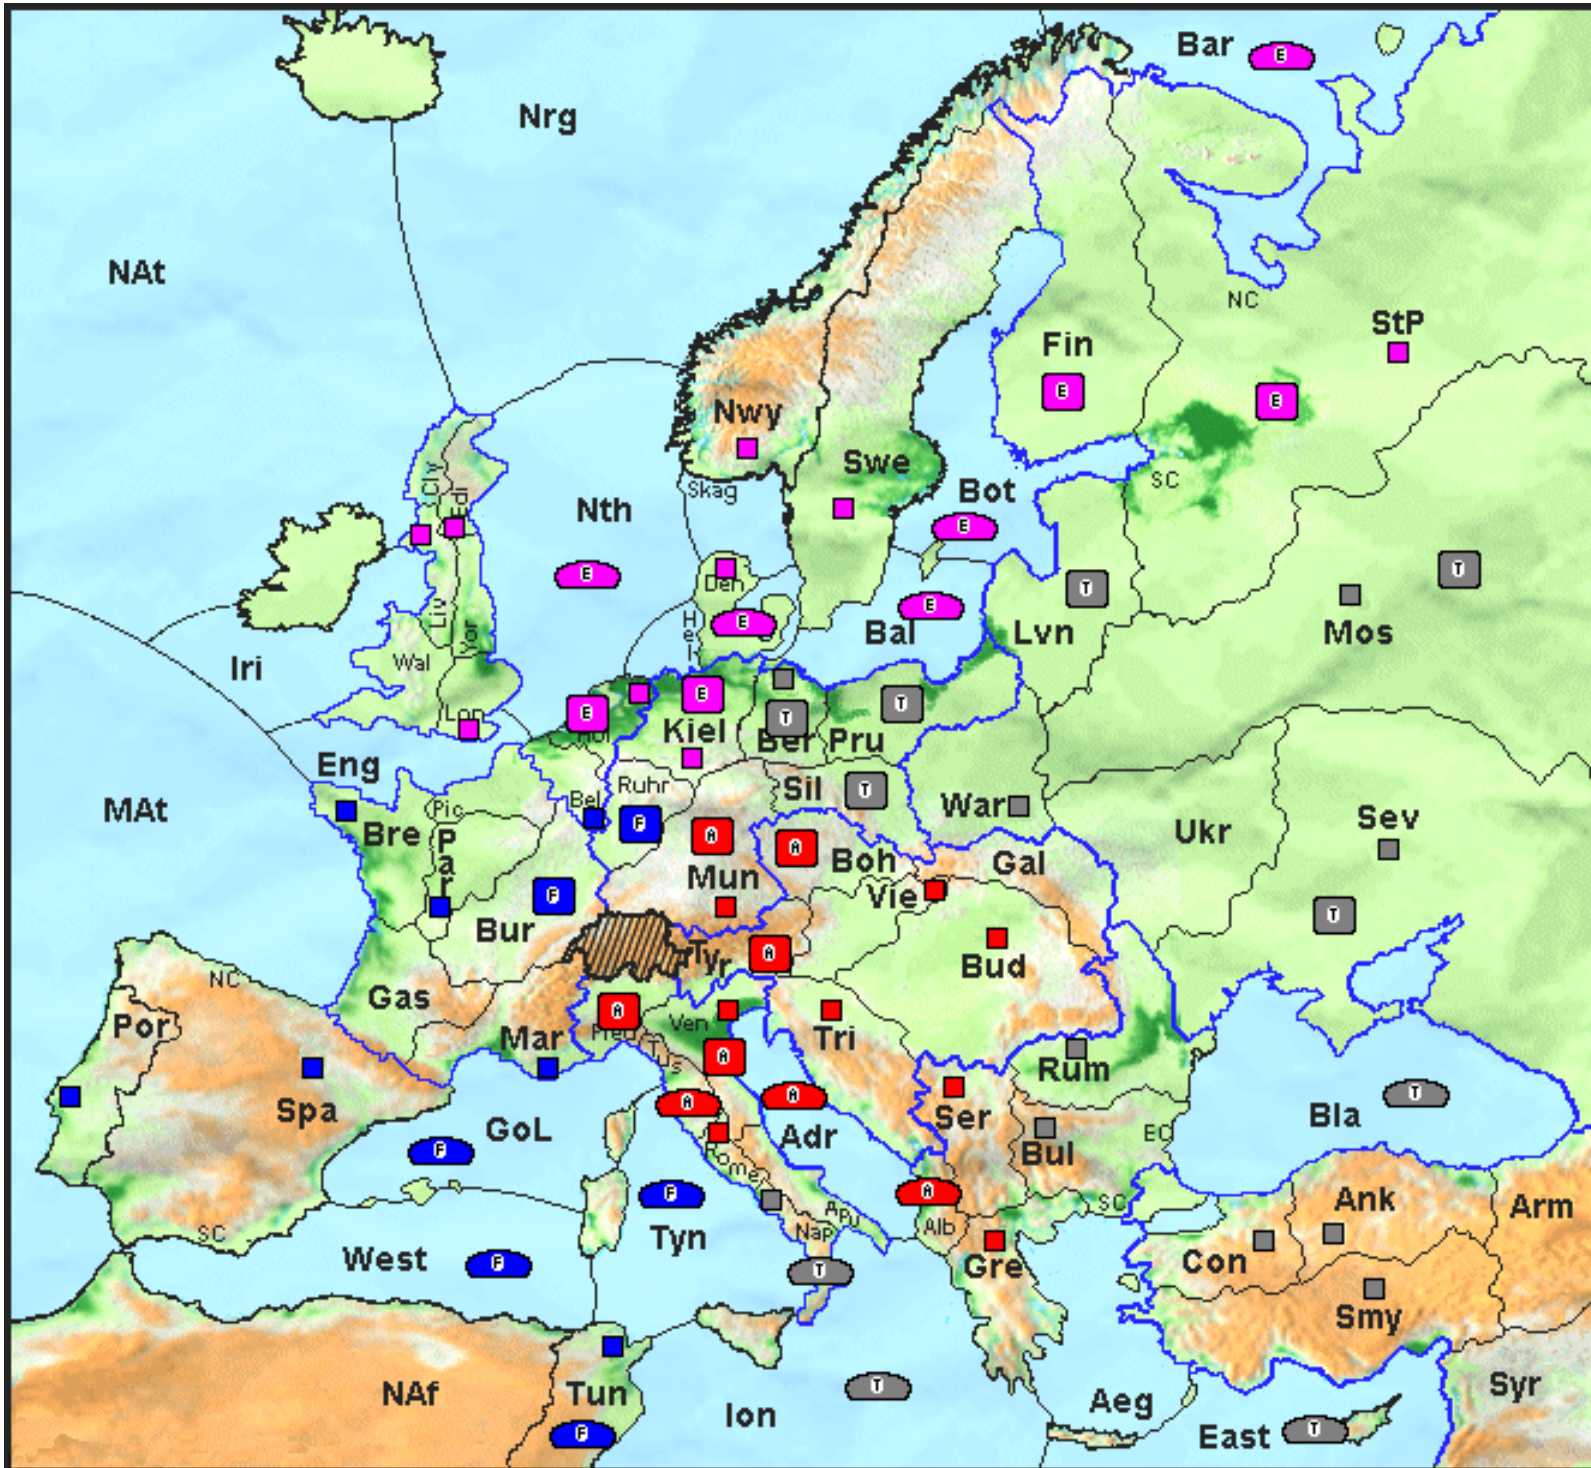 Bar
E
Nrg
NAt
NC
StP
Fin
E
E
Nwy
Swe
Cly
Edi
Skag
Bot
E
Nth
E
Den
E
Hel
Bal
E
Lvn
T
T
Mos
Liv
Yor
Wal
Iri
Lon
E
Hol
E
Kiel
T
Ber
T
Pru
Eng
MAt
Bre
Pic
Par
Bel
Ruhr
F
Sil
T
War
Ukr
Sev
T
A
Mun
A
Boh
Gal
Vie
F
Bur
Tyr
A
Bud
NC
Por
Gas
Mar
A
Pied
Ven
A
Tus
Tri
Rum
Spa
GoL
F
A
A
Adr
Ser
Bul
EC
Bla
T
SC
West
F
F
Tyn
Rome
Nap
Apu
A
Alb
Gre
SC
SC
Con
Ank
Arm
Smy
T
NAf
Tun
F
Ion
T
Aeg
East
T
Syr